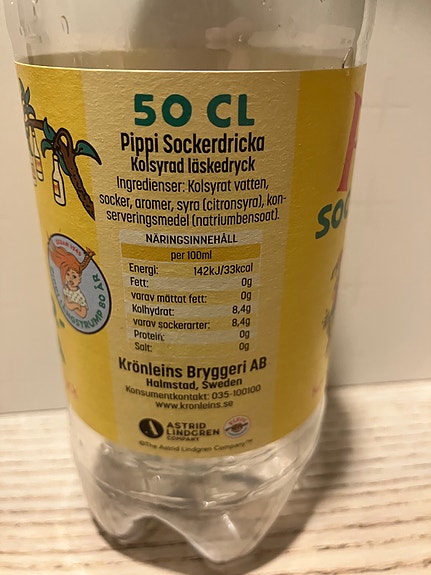 50 CL
Pippi Sockerdricka
Kolsyrad läskedryck
Ingredienser: Kolsyrat vatten,
socker, aromer, syra (citronsyra), kon-
serveringsmedel (natriumbensoat).
NÄRINGSINNEHÅLL
per 100ml
Energi: 142kJ/33kcal
Fett: 0g
varav mättat fett: 0g
Kolhydrat: 8,4g
varav sockerarter: 8,4g
Protein: 0g
Salt: 0g
Krönleins Bryggeri AB
Halmstad, Sweden
Konsumentkontakt: 035-100100
www.kronleins.se
ASTRID
LINDGREN
COMPANY
©The Astrid Lindgren Company™
80 ÅR
SOC